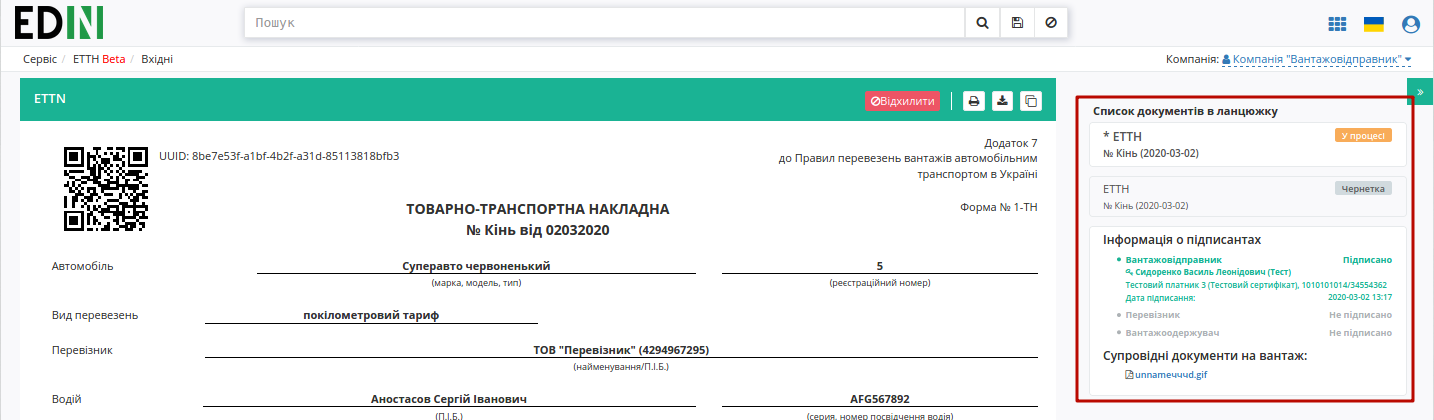 EDIN
Пошук
Сервіс / ЕТТН Beta / Вхідні
Компанія: Компанія "Вантажовідправник"
ETTN
Відхилити
»
UUID: 8be7e53f-a1bf-4b2f-a31d-85113818bfb3
Додаток 7
до Правил перевезень вантажів автомобільним
транспортом в Україні
ТОВАРНО-ТРАНСПОРТНА НАКЛАДНА
Форма № 1-ТН
№ Кінь від 02032020
Автомобіль
Суперавто червоненький
5
(марка, модель, тип)
(реєстраційний номер)
Вид перевезень
покілометровий тариф
Перевізник
ТОВ "Перевізник" (4294967295)
(найменування/П.І.Б.)
Водій
Аностасов Сергій Іванович
AFG567892
(П.І.Б.)
(серия, номер посвідчення водія)
Список документів в ланцюжку
* ЕТТН
У процесі
№ Кінь (2020-03-02)
ЕТТН
Чернетка
№ Кінь (2020-03-02)
Інформація о підписантах
Вантажовідправник
Підписано
Сидоренко Василь Леонідович (Тест)
Тестовий платник 3 (Тестовий сертифікат), 1010101014/34554362
Дата підписання:
2020-03-02 13:17
Перевізник
Не підписано
Вантажоодержувач
Не підписано
Супровідні документи на вантаж:
unnameччd.gif